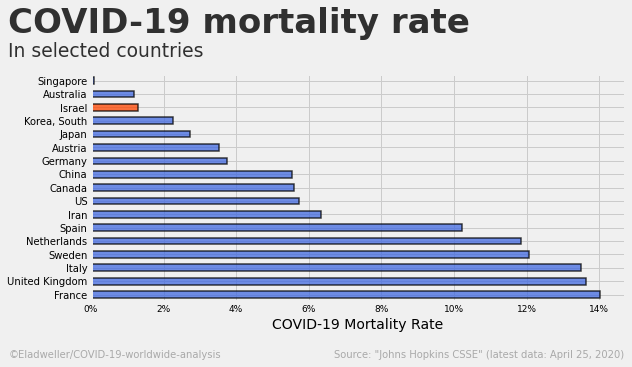 COVID-19 mortality rate
In selected countries
Singapore
Australia
Israel
Korea, South
Japan
Austria
Germany
China
Canada
US
Iran
Spain
Netherlands
Sweden
Italy
United Kingdom
France
0% 2% 4% 6% 8% 10% 12% 14%
COVID-19 Mortality Rate
©Eladweller/COVID-19-worldwide-analysis Source: "Johns Hopkins CSSE" (latest data: April 25, 2020)